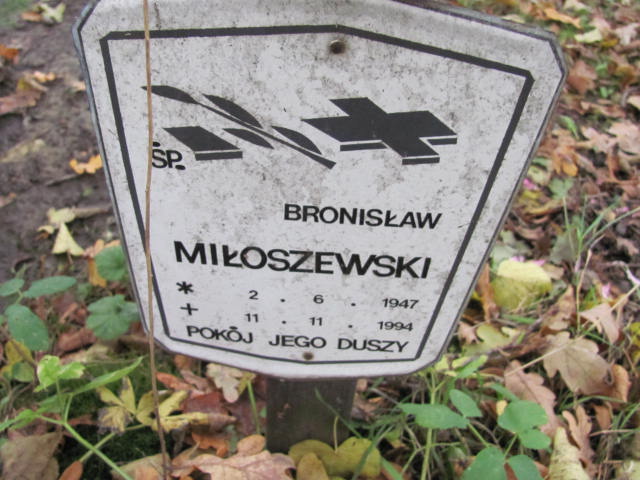 ŚP.
BRONISŁAW
MIŁOSZEWSKI
* 2 . 6 . 1947
+ 11 . 11 . 1994
POKÓJ JEGO DUSZY